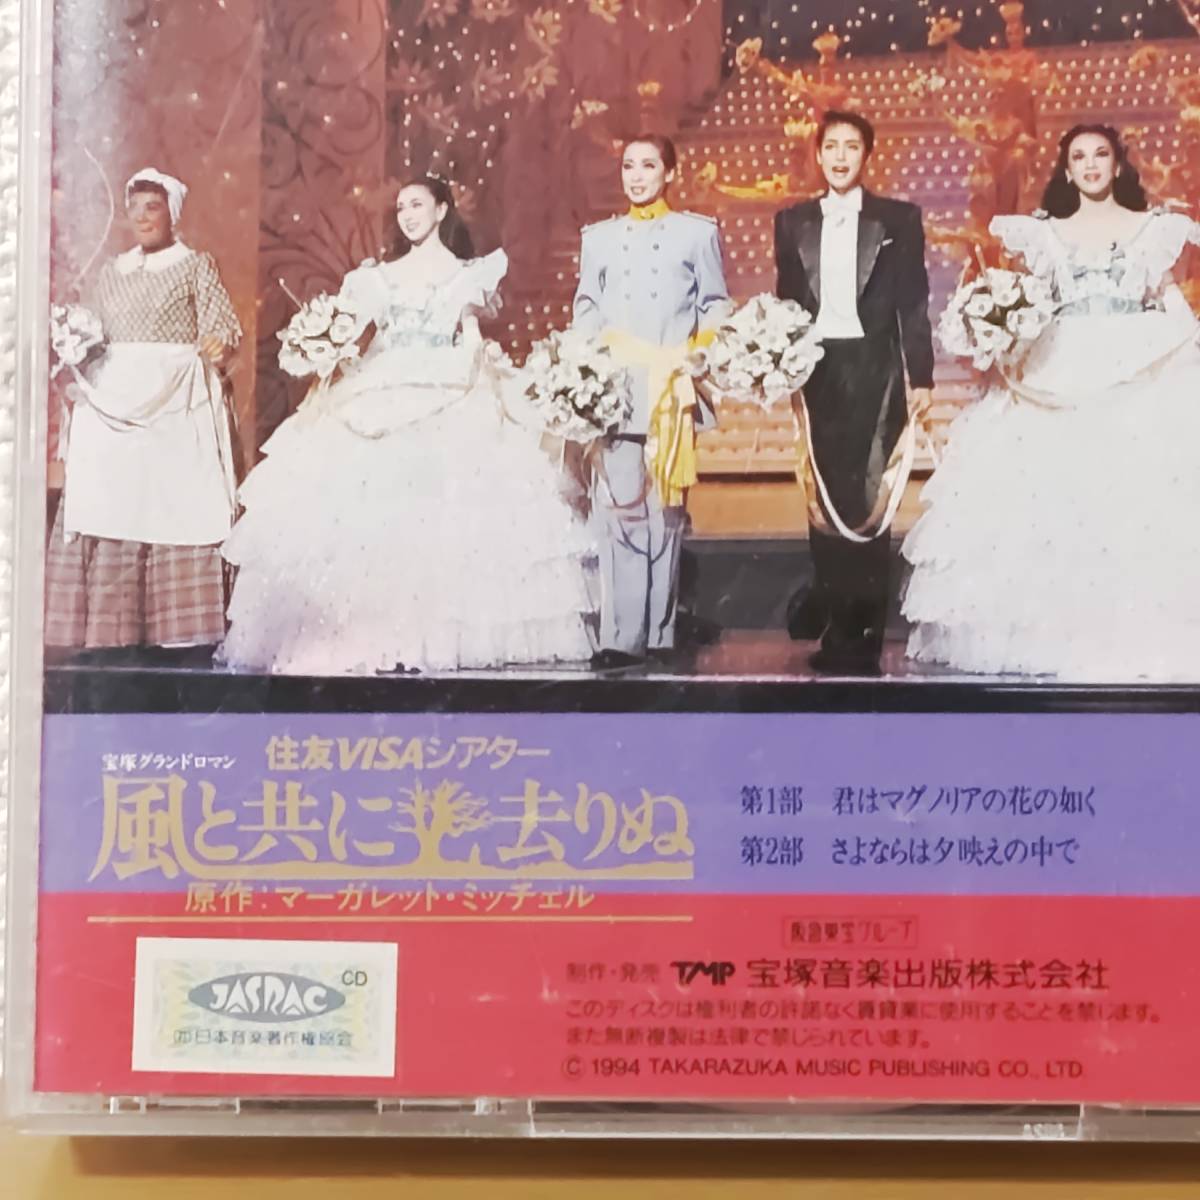 住友VISAシアター
宝塚グランドロマン
風と共に去りぬ
原作:マーガレット・ミッチェル
第1部 君はマグノリアの花の如く
第2部 さよならは夕映えの中で
阪急東宝グループ
制作・発売 TMP 宝塚音楽出版株式会社
このディスクは権利者の許諾なく賃貸業に使用することを禁じます。
また無断複製は法律で禁じられています。
© 1994 TAKARAZUKA MUSIC PUBLISHING CO., LTD.
JASRAC
CD
㈳日本音楽著作権協会